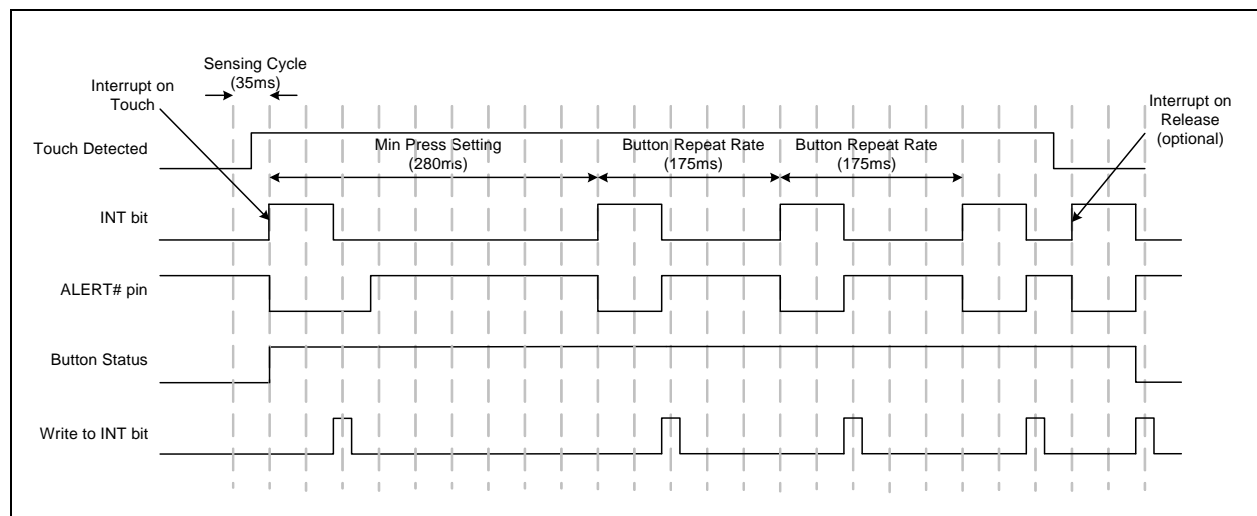 Sensing Cycle
(35ms)
Interrupt on
Touch
Interrupt on
Release
(optional)
Touch Detected
Min Press Setting
(280ms)
Button Repeat Rate
(175ms)
Button Repeat Rate
(175ms)
INT bit
ALERT# pin
Button Status
Write to INT bit